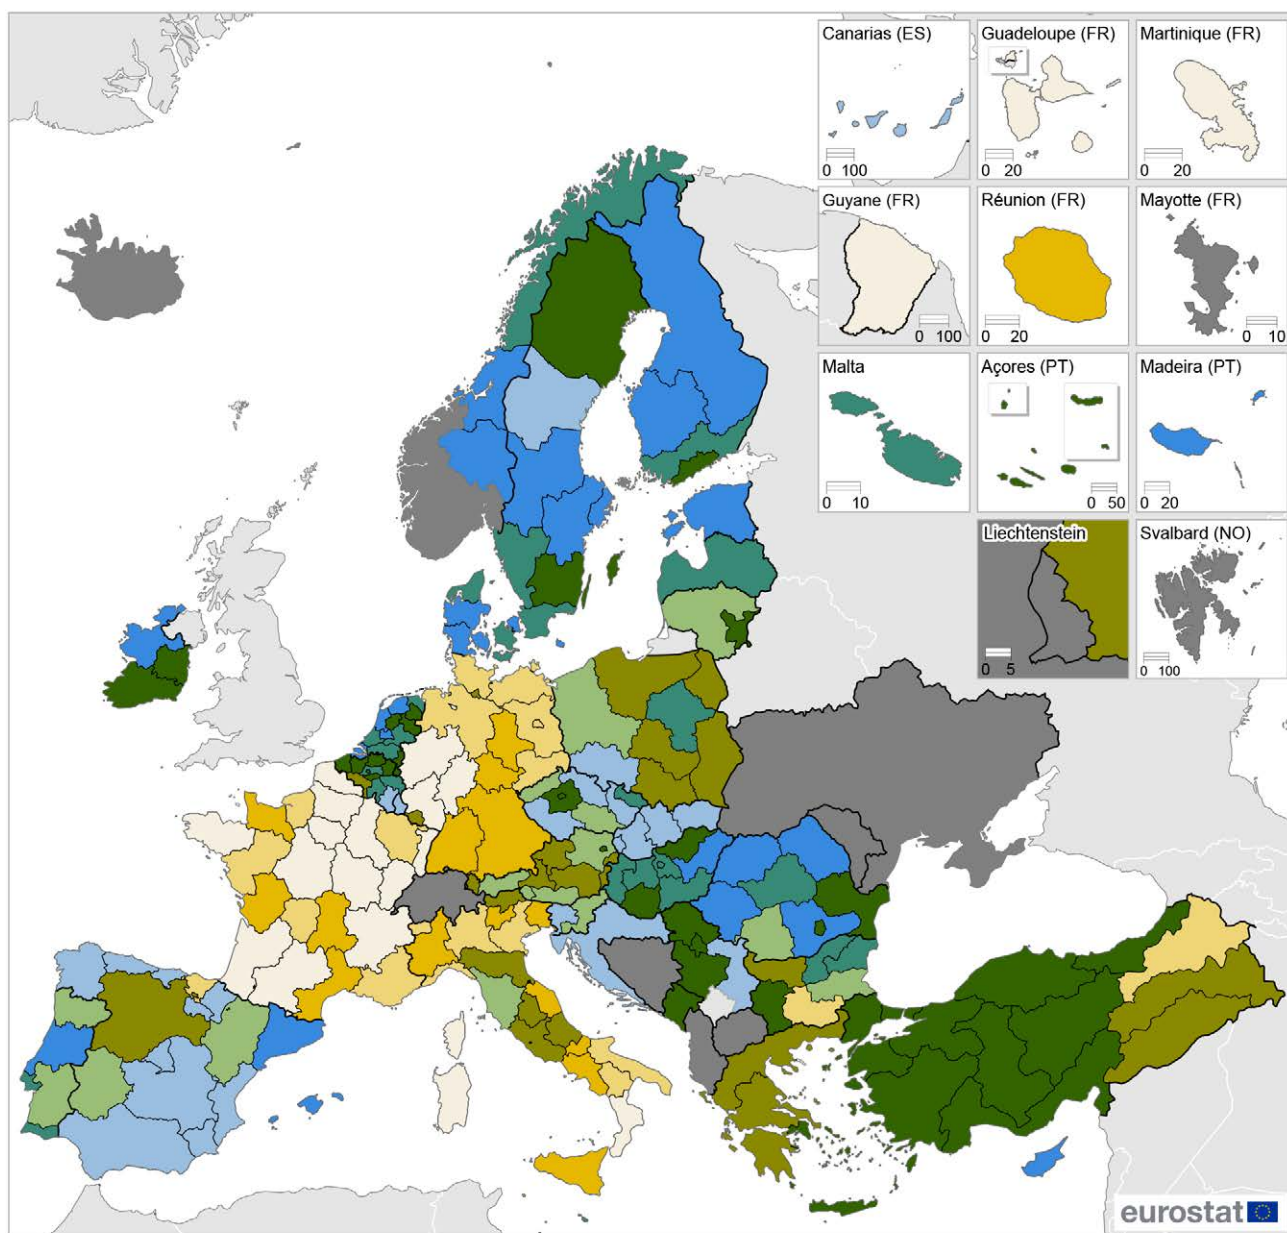 Canarias (ES)
0 100
Guadeloupe (FR)
0 20
Martinique (FR)
0 20
Guyane (FR)
0 100
Réunion (FR)
0 20
Mayotte (FR)
0 10
Malta
0 10
Açores (PT)
0 50
Madeira (PT)
0 20
Liechtenstein
0 5
Svalbard (NO)
0 100
eurostat